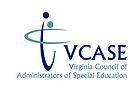 VCASE
Virginia Council of
Administrators of Special Education